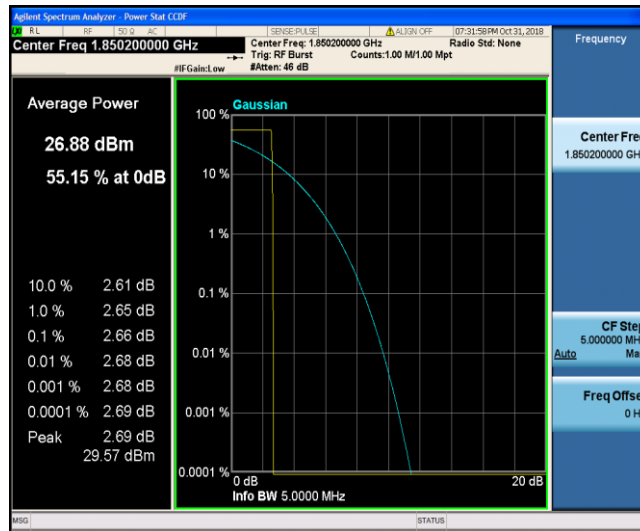 Agilent Spectrum Analyzer - Power Stat CCDF
RL RF 50 Ω AC SENSE:PULSE ALIGN OFF 07:31:58PM Oct 31, 2018
Center Freq 1.850200000 GHz
Center Freq: 1.850200000 GHz Radio Std: None
Trig: RF Burst Counts:1.00 M/1.00 Mpt
#IFGain:Low #Atten: 46 dB
Frequency
Average Power
26.88 dBm
55.15 % at 0dB
10.0 % 2.61 dB
1.0 % 2.65 dB
0.1 % 2.66 dB
0.01 % 2.68 dB
0.001 % 2.68 dB
0.0001 % 2.69 dB
Peak 2.69 dB
29.57 dBm
Gaussian
100 %
10 %
1 %
0.1 %
0.01 %
0.001 %
0.0001 %
0 dB 20 dB
Info BW 5.0000 MHz
Center Fre
1.850200000 GH
CF Step
5.000000 MH
Auto Ma
Freq Offse
0 H
MSG STATUS